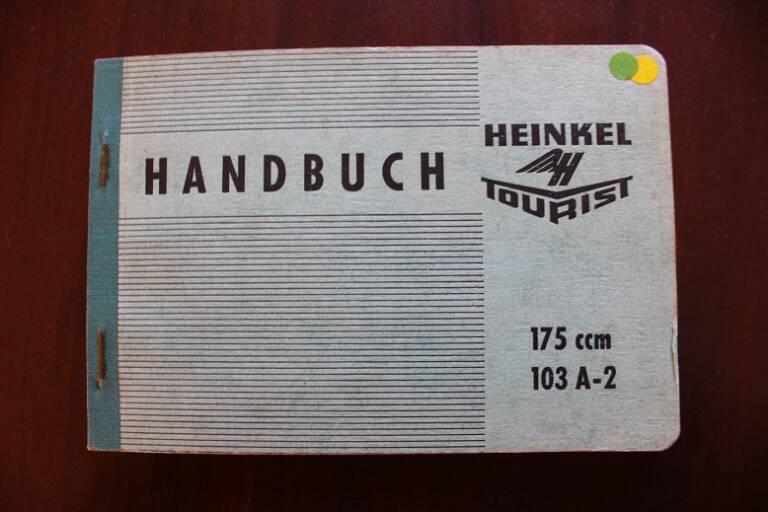 HANDBUCH
HEINKEL
H
TOURIST
175 ccm
103 A-2